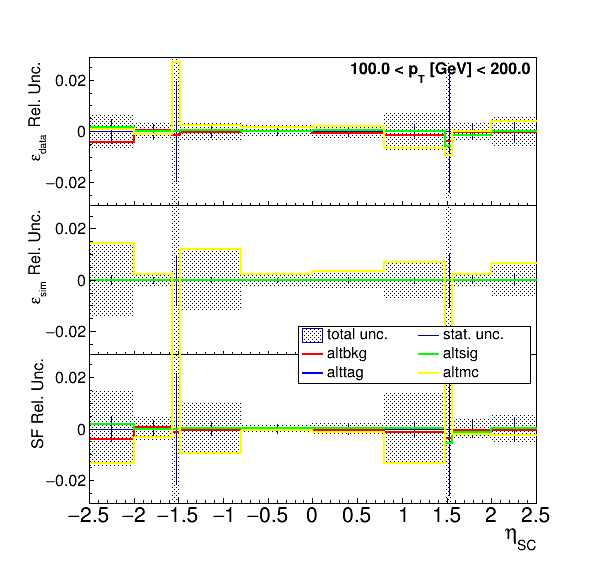 100.0 < p_T [GeV] < 200.0
ε_data Rel. Unc.
0.02
0
−0.02
ε_sim Rel. Unc.
0.02
0
−0.02
total unc. stat. unc.
altbkg altsig
alttag altmc
SF Rel. Unc.
0.02
0
−0.02
−2.5 −2 −1.5 −1 −0.5 0 0.5 1 1.5 2 2.5
η_SC